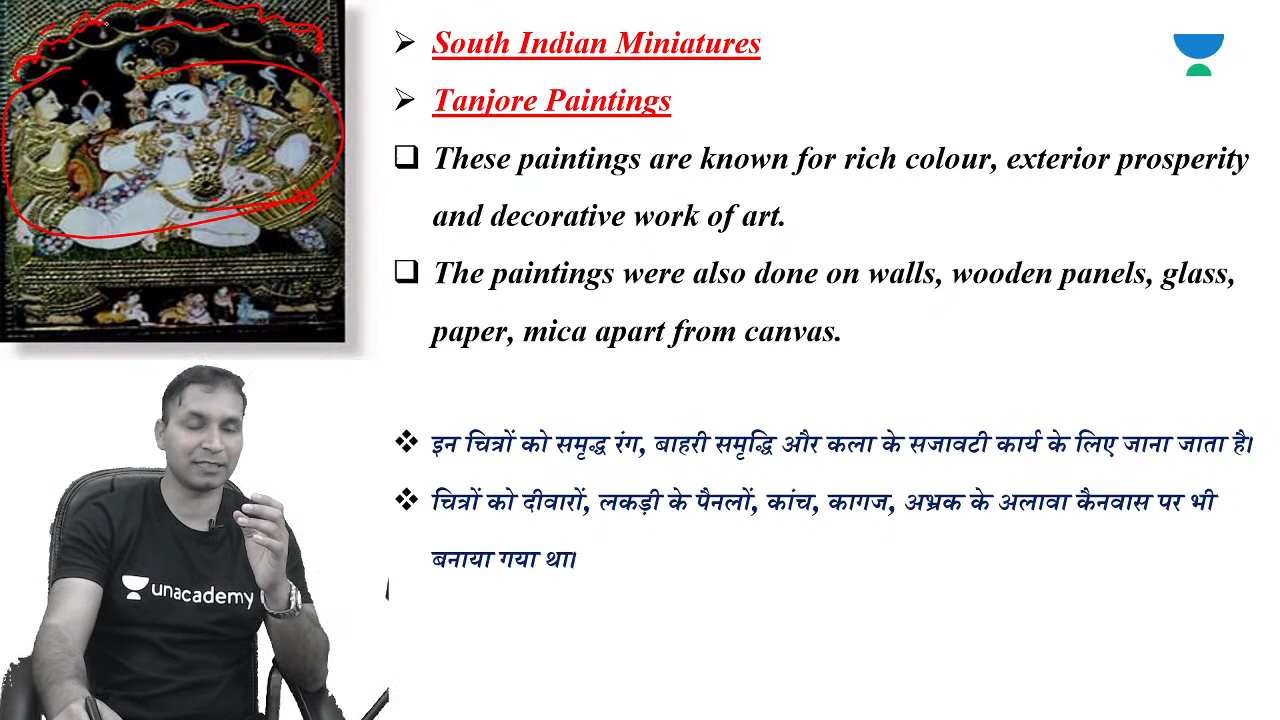 South Indian Miniatures
Tanjore Paintings
These paintings are known for rich colour, exterior prosperity
and decorative work of art.
The paintings were also done on walls, wooden panels, glass,
paper, mica apart from canvas.
इन चित्रों को समृद्ध रंग, बाहरी समृद्धि और कला के सजावटी कार्य के लिए जाना जाता है।
चित्रों को दीवारों, लकड़ी के पैनलों, कांच, कागज, अभ्रक के अलावा कैनवास पर भी
बनाया गया था।
unacademy